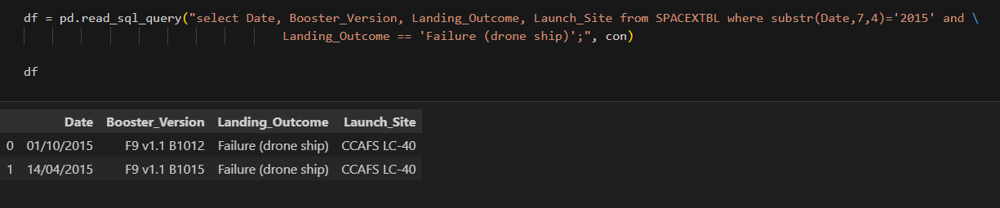 df = pd.read_sql_query("select Date, Booster_Version, Landing_Outcome, Launch_Site from SPACEXTBL where substr(Date,7,4)='2015' and \
Landing_Outcome == 'Failure (drone ship)';", con)
df
Date Booster_Version Landing_Outcome Launch_Site
0 01/10/2015 F9 v1.1 B1012 Failure (drone ship) CCAFS LC-40
1 14/04/2015 F9 v1.1 B1015 Failure (drone ship) CCAFS LC-40